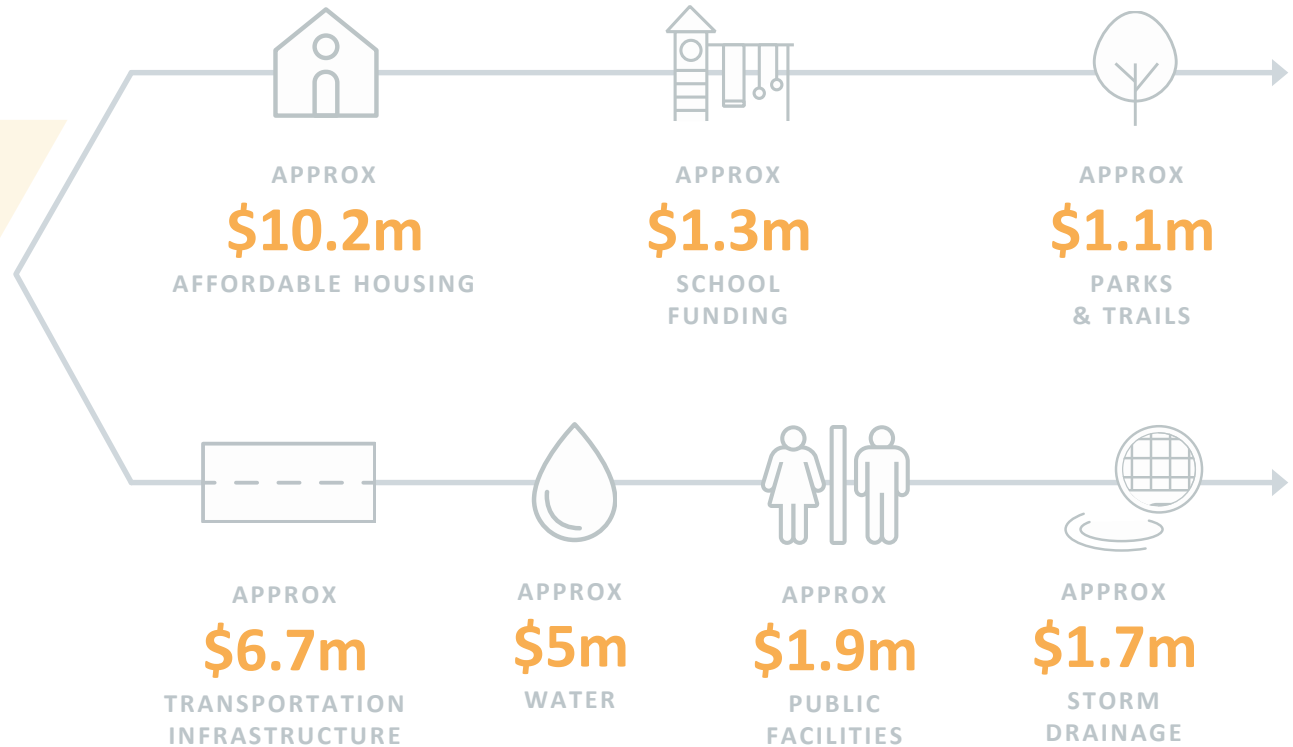 APPROX
$10.2m
AFFORDABLE HOUSING
APPROX
$1.3m
SCHOOL
FUNDING
APPROX
$1.1m
PARKS
& TRAILS
APPROX
$6.7m
TRANSPORTATION
INFRASTRUCTURE
APPROX
$5m
WATER
APPROX
$1.9m
PUBLIC
FACILITIES
APPROX
$1.7m
STORM
DRAINAGE